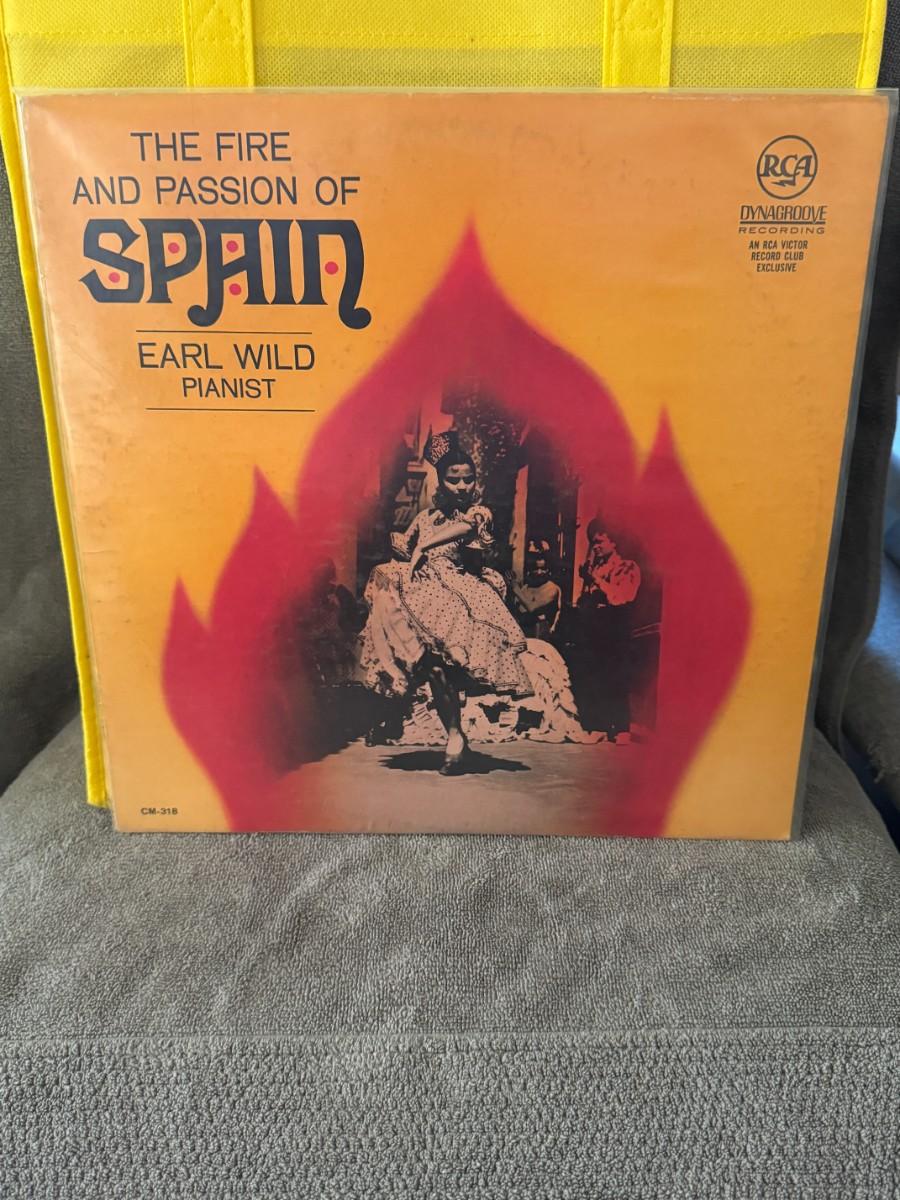 THE FIRE
AND PASSION OF
SPAIN
EARL WILD
PIANIST
RCA
DYNAGROOVE
RECORDING
AN RCA VICTOR
RECORD CLUB
EXCLUSIVE
CM-318